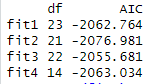 df AIC
fit1 23 -2062.764
fit2 21 -2076.981
fit3 22 -2055.681
fit4 14 -2063.034